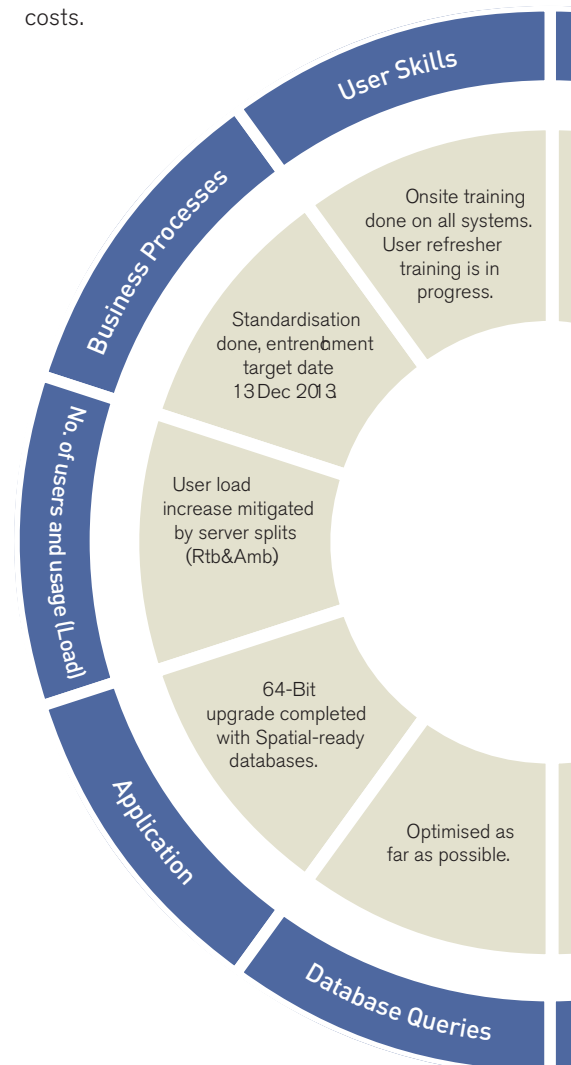 costs.
User Skills
Onsite training
done on all systems.
User refresher
training is in
progress.
Business Processes
Standardisation
done, entrenchment
target date
13 Dec 2013.
No. of users and usage (Load)
User load
increase mitigated
by server splits
(Rtb&Amb)
Application
64-Bit
upgrade completed
with Spatial-ready
databases.
Database Queries
Optimised as
far as possible.